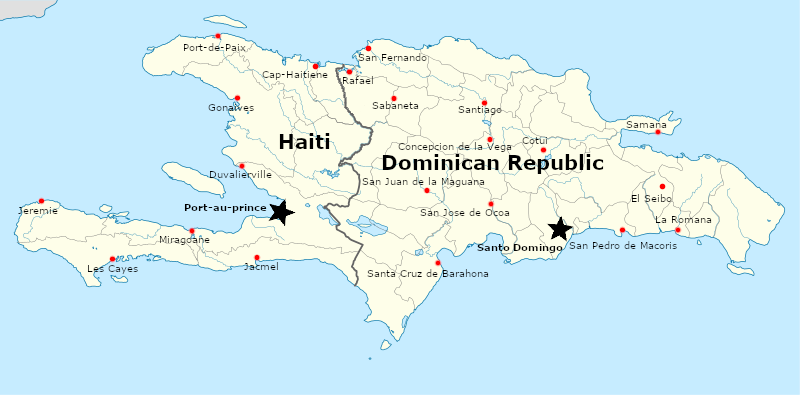 Port-de-Paix
San Fernando
Cap-Haitiene
Rafael
Gonaives
Sabaneta
Santiago
Samana
Haiti
Concepcion de la Vega
Cotui
Dominican Republic
Duvalierville
San Juan de la Maguana
El Seibo
Port-au-prince
Jeremie
San Jose de Ocoa
La Romana
Miragoane
Santo Domingo
San Pedro de Macoris
Les Cayes
Jacmel
Santa Cruz de Barahona